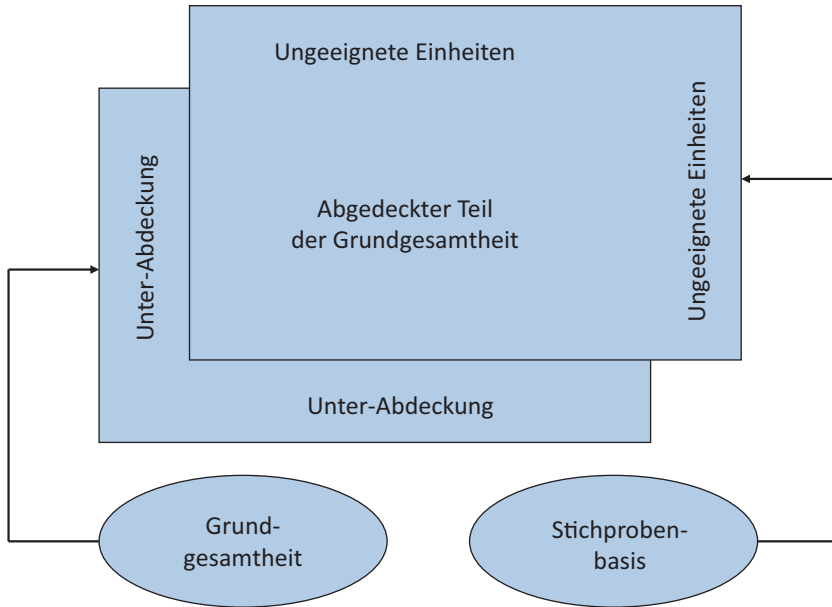 Ungeeignete Einheiten
Unter-Abdeckung
Abgedeckter Teil
der Grundgesamtheit
Ungeeignete Einheiten
Unter-Abdeckung
Grund-
gesamtheit
Stichproben-
basis